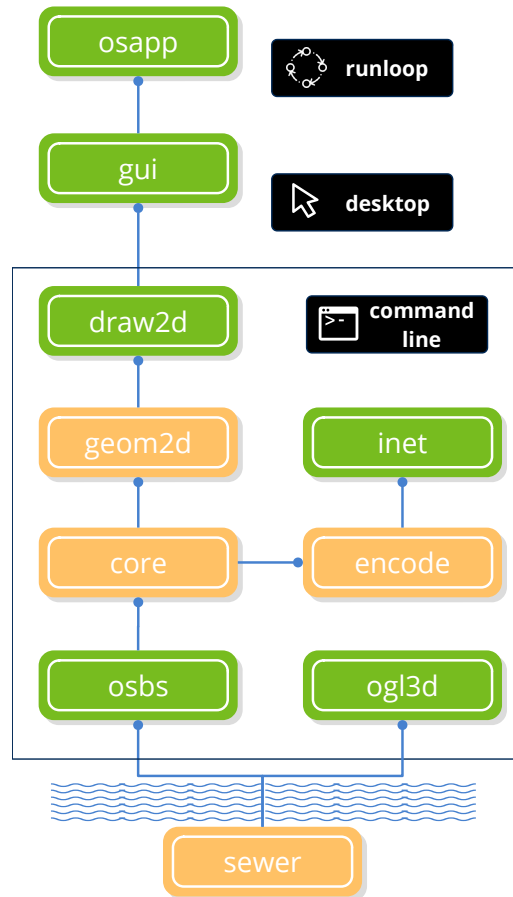 osapp
runloop
gui
desktop
draw2d
command
line
>-
geom2d
inet
core
encode
osbs
ogl3d
sewer